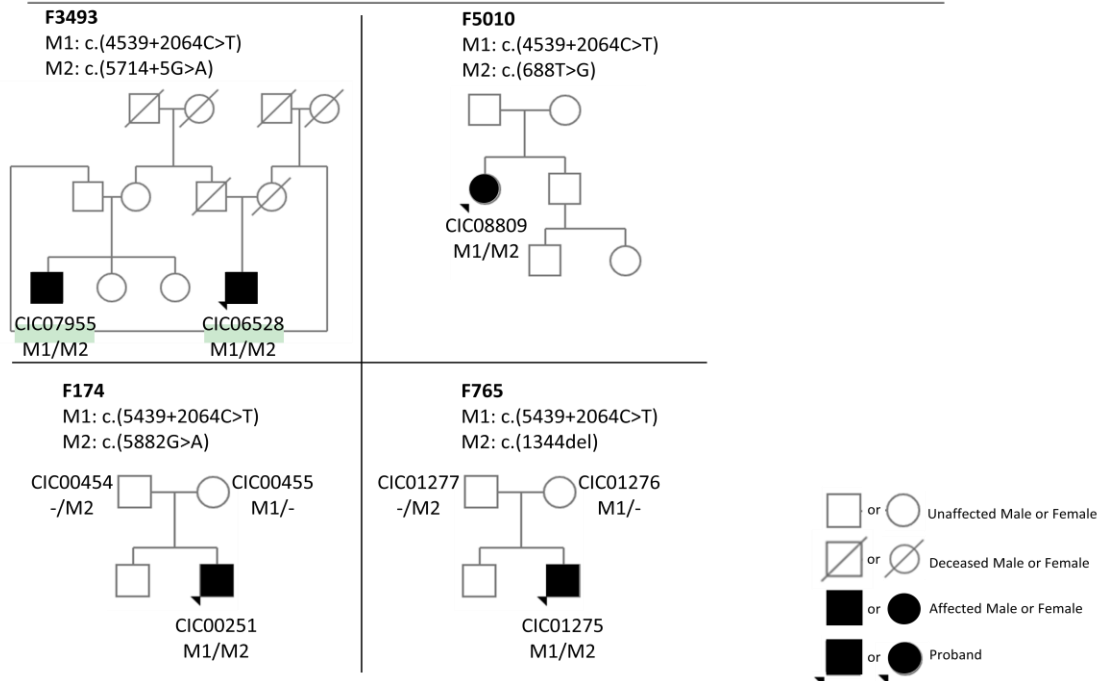 F3493
M1: c.(4539+2064C>T)
M2: c.(5714+5G>A)
CIC07955
M1/M2
CIC06528
M1/M2
F5010
M1: c.(4539+2064C>T)
M2: c.(688T>G)
CIC08809
M1/M2
F174
M1: c.(5439+2064C>T)
M2: c.(5882G>A)
CIC00454
-/M2
CIC00455
M1/-
CIC00251
M1/M2
F765
M1: c.(5439+2064C>T)
M2: c.(1344del)
CIC01277
-/M2
CIC01276
M1/-
CIC01275
M1/M2
or Unaffected Male or Female
or Deceased Male or Female
or Affected Male or Female
or Proband